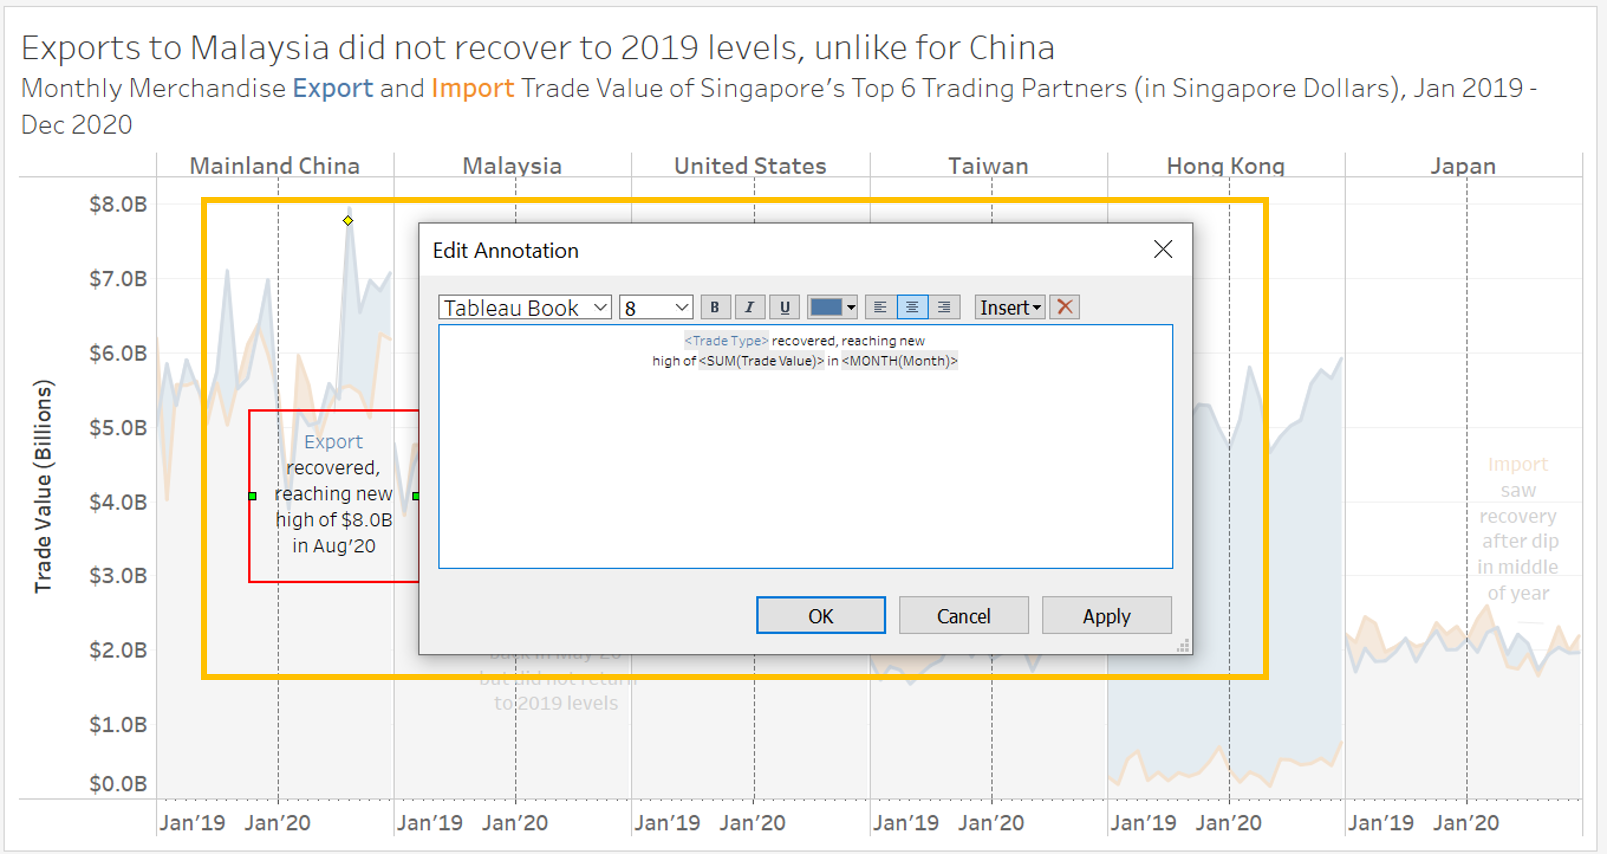 Exports to Malaysia did not recover to 2019 levels, unlike for China
Monthly Merchandise Export and Import Trade Value of Singapore's Top 6 Trading Partners (in Singapore Dollars), Jan 2019 -
Dec 2020
Mainland China
Malaysia
United States
Taiwan
Hong Kong
Japan
Trade Value (Billions)
$8.0B
$7.0B
$6.0B
$5.0B
$4.0B
$3.0B
$2.0B
$1.0B
$0.0B
Export
recovered,
reaching new
high of $8.0B
in Aug'20
Edit Annotation
Tableau Book
8
B
I
U
Insert
<Trade Type> recovered, reaching new
high of <SUM(Trade Value)> in <MONTH(Month)>
OK
Cancel
Apply
back in May'20
but did not return
to 2019 levels
Import
saw
recovery
after dip
in middle
of year
Jan'19 Jan'20
Jan'19 Jan'20
Jan'19 Jan'20
Jan'19 Jan'20
Jan'19 Jan'20
Jan'19 Jan'20